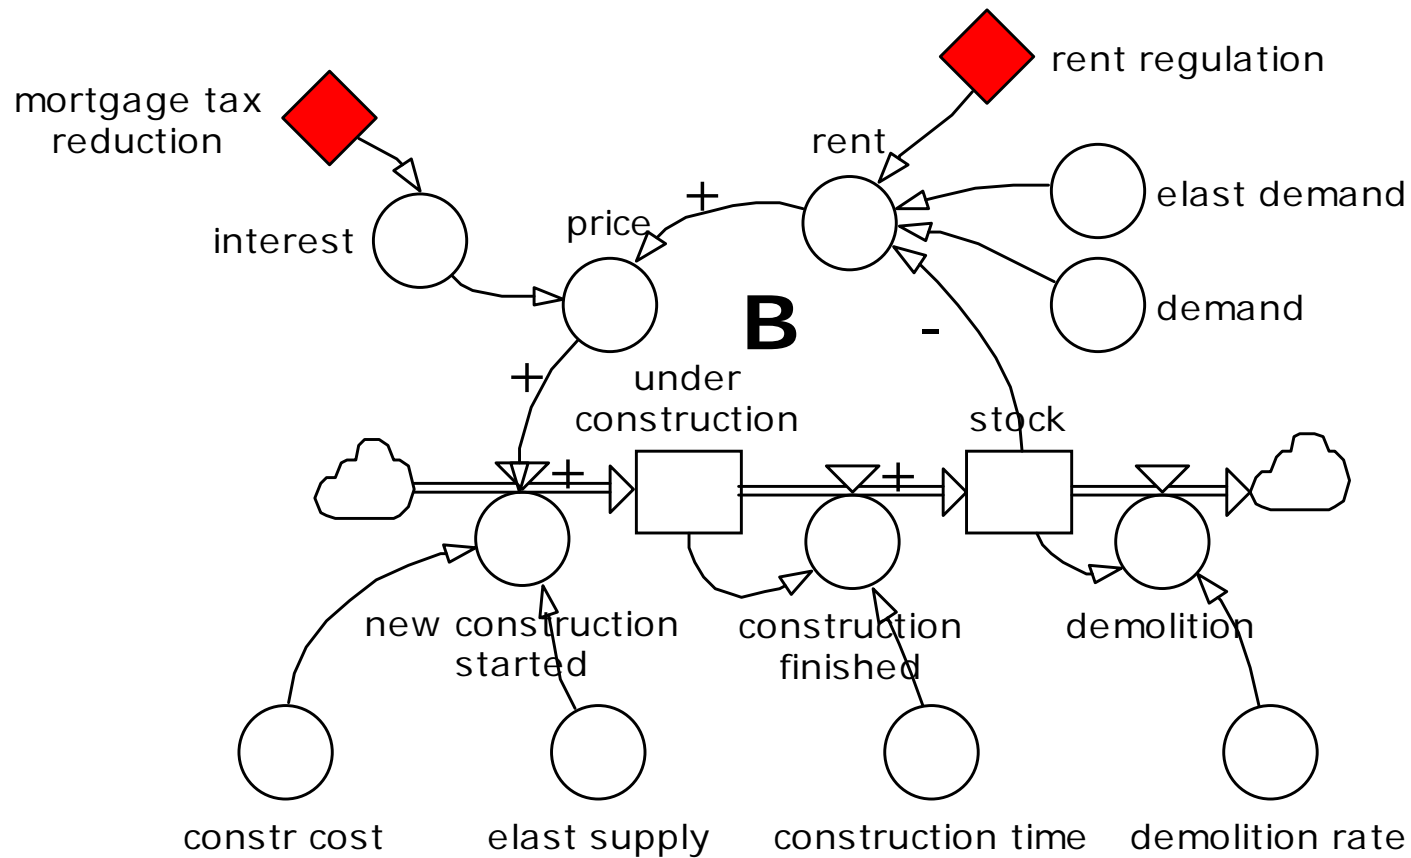 rent regulation
mortgage tax
reduction
rent
elast demand
+
price
interest
demand
B
-
+
under
construction
stock
+
+
new construction
started
construction
finished
demolition
constr cost
elast supply
construction time
demolition rate